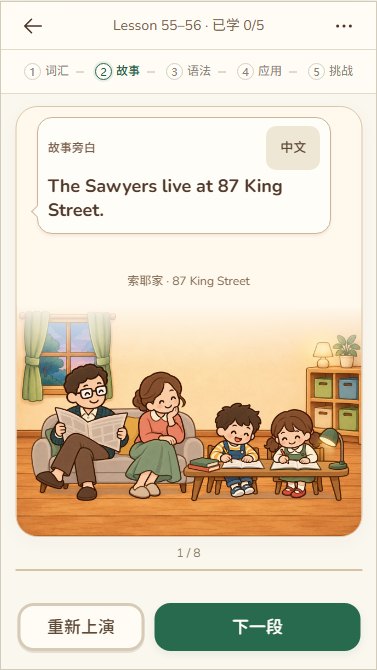 Lesson 55–56 · 已学 0/5
1 词汇 2 故事 3 语法 4 应用 5 挑战
故事旁白
中文
The Sawyers live at 87 King
Street.
索耶家 · 87 King Street
1 / 8
重新上演
下一段